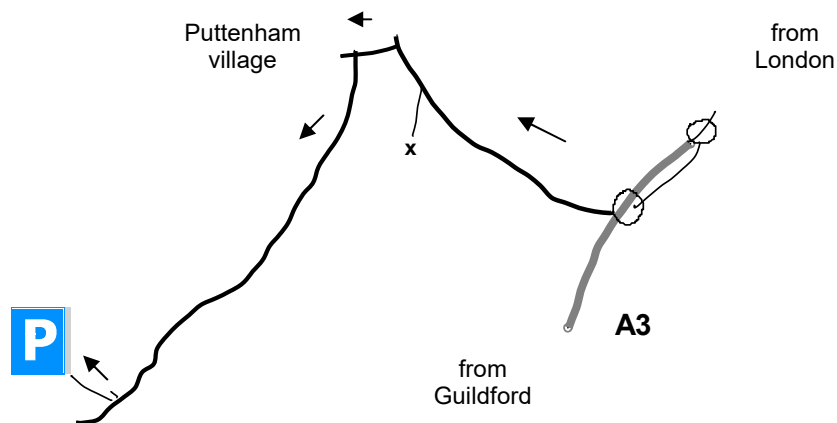 Puttenham
village
from
London
x
A3
P
from
Guildford